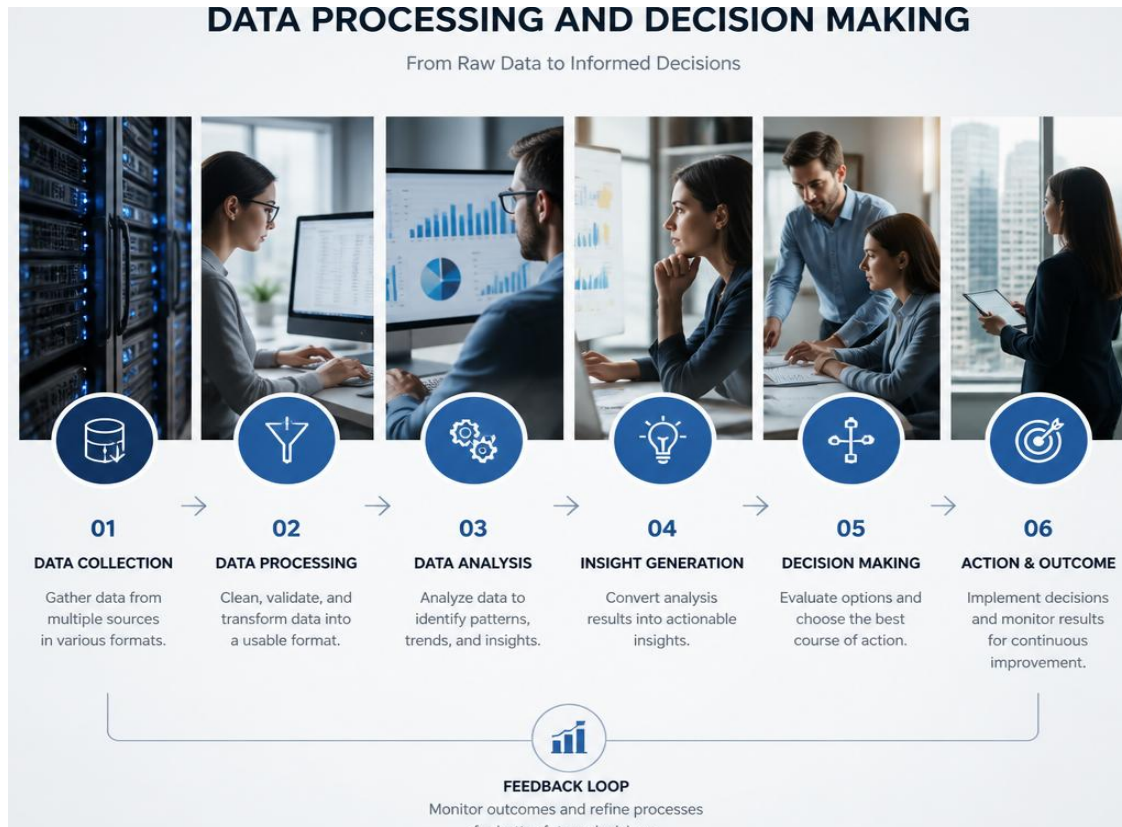 DATA PROCESSING AND DECISION MAKING
From Raw Data to Informed Decisions
01
DATA COLLECTION
Gather data from
multiple sources
in various formats.
02
DATA PROCESSING
Clean, validate, and
transform data into
a usable format.
03
DATA ANALYSIS
Analyze data to
identify patterns,
trends, and insights.
04
INSIGHT GENERATION
Convert analysis
results into actionable
insights.
05
DECISION MAKING
Evaluate options and
choose the best
course of action.
06
ACTION & OUTCOME
Implement decisions
and monitor results
for continuous
improvement.
FEEDBACK LOOP
Monitor outcomes and refine processes